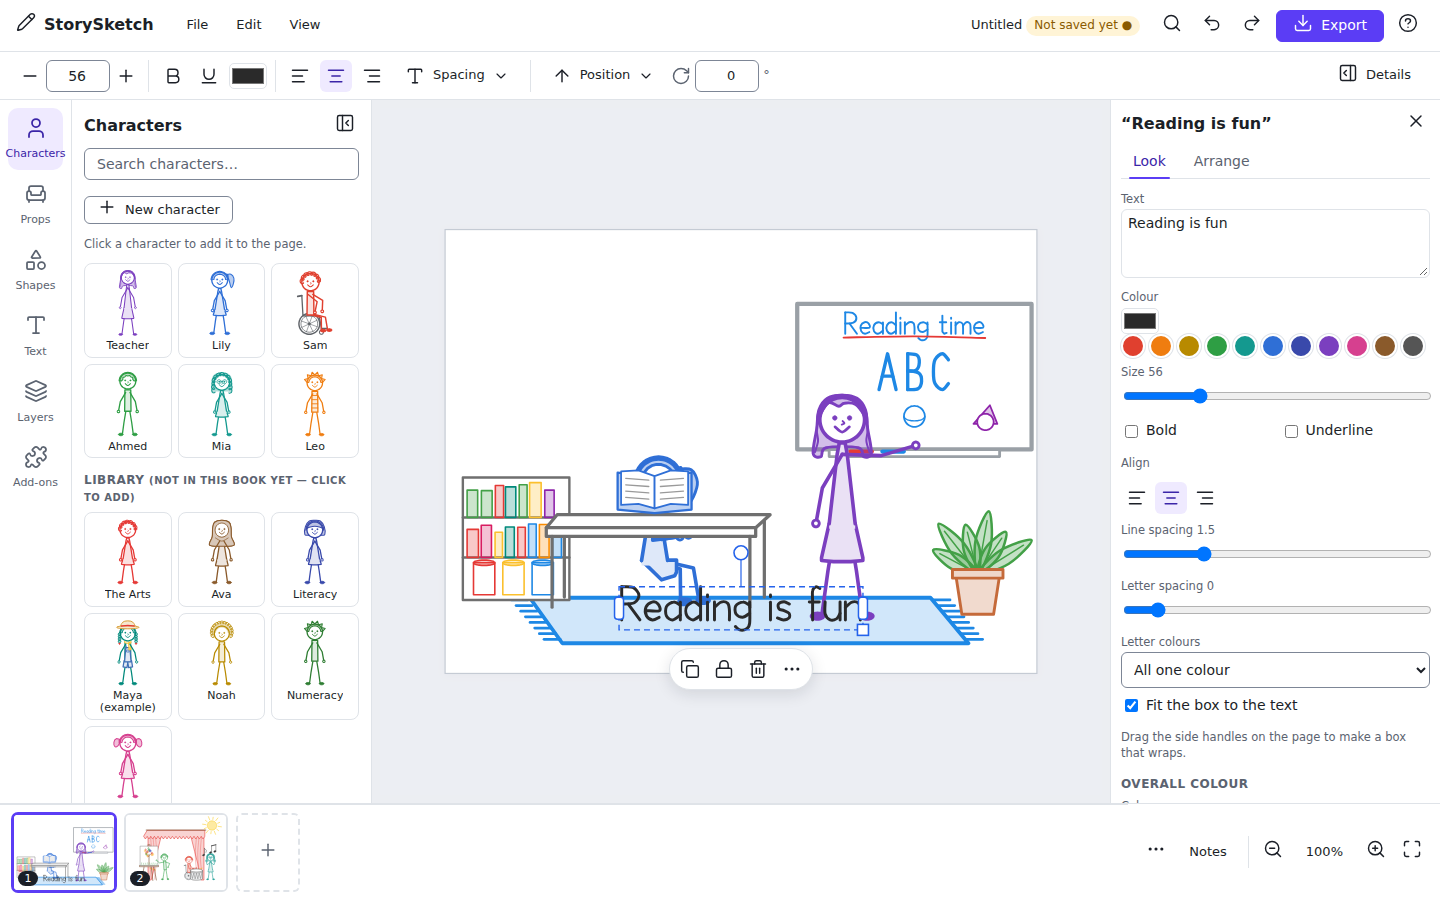 StorySketch File Edit View Untitled Not saved yet Export
56 Spacing Position 0 ° Details
Characters
Props
Shapes
Text
Layers
Add-ons
Characters
Search characters...
New character
Click a character to add it to the page.
Teacher Lily Sam
Ahmed Mia Leo
LIBRARY (NOT IN THIS BOOK YET — CLICK
TO ADD)
The Arts Ava Literacy
Maya
(example)
Noah Numeracy
Reading time
ABC
Reading is fun
“Reading is fun”
Look Arrange
Text
Reading is fun
Colour
Size 56
Bold Underline
Align
Line spacing 1.5
Letter spacing 0
Letter colours
All one colour
Fit the box to the text
Drag the side handles on the page to make a box
that wraps.
OVERALL COLOUR
Reading time
ABC
Reading is fun
1 2
Notes 100%